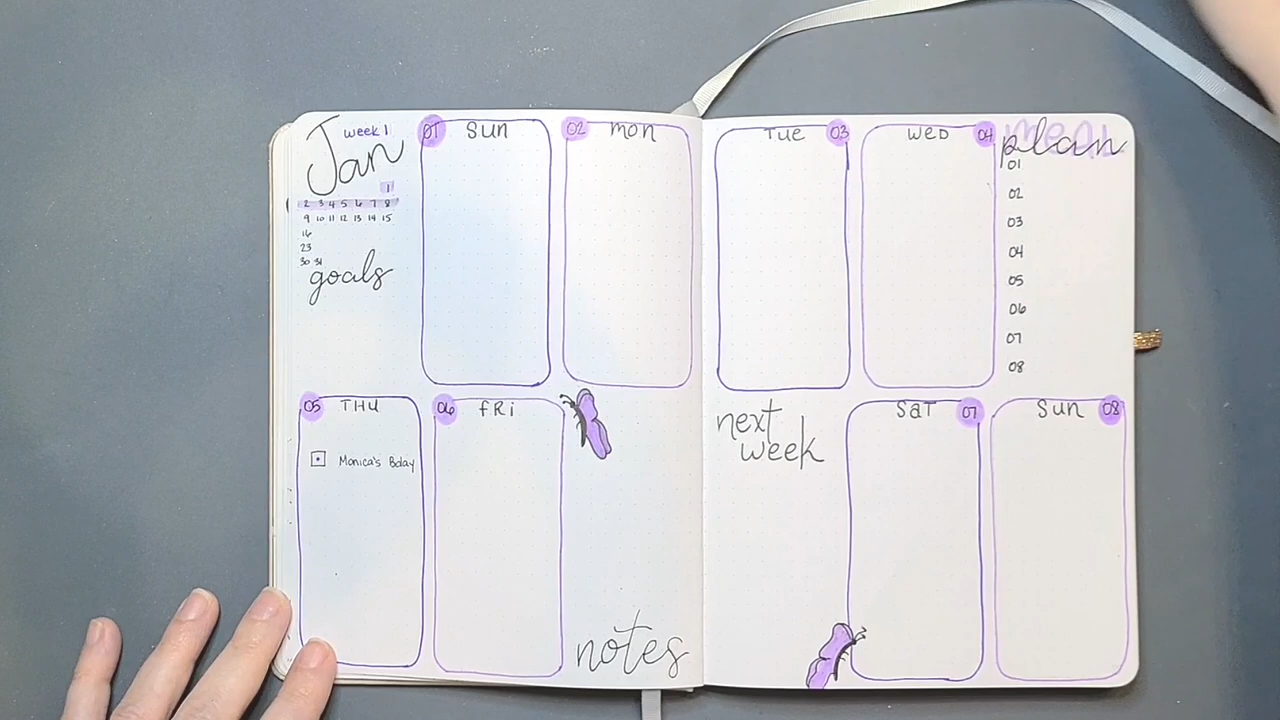 Jan week 1
1
2 3 4 5 6 7 8
9 10 11 12 13 14 15
16
23
30 31
goals
01 Sun
02 mon
Tue 03
WED 04
menu
plan
01
02
03
04
05
06
07
08
05 THU
Monica's Bday
06 fRi
notes
next
week
SaT 07
Sun 08